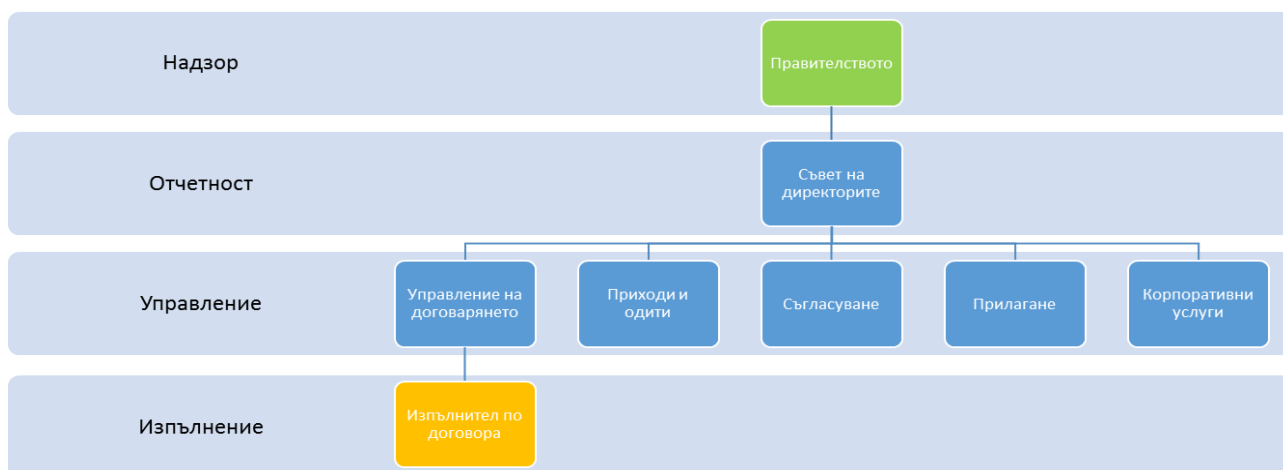 Надзор
Правителството
Отчетност
Съвет на
директорите
Управление
Управление на
договарянето
Приходи и
одити
Съгласуване
Прилагане
Корпоративни
услуги
Изпълнение
Изпълнител по
договора